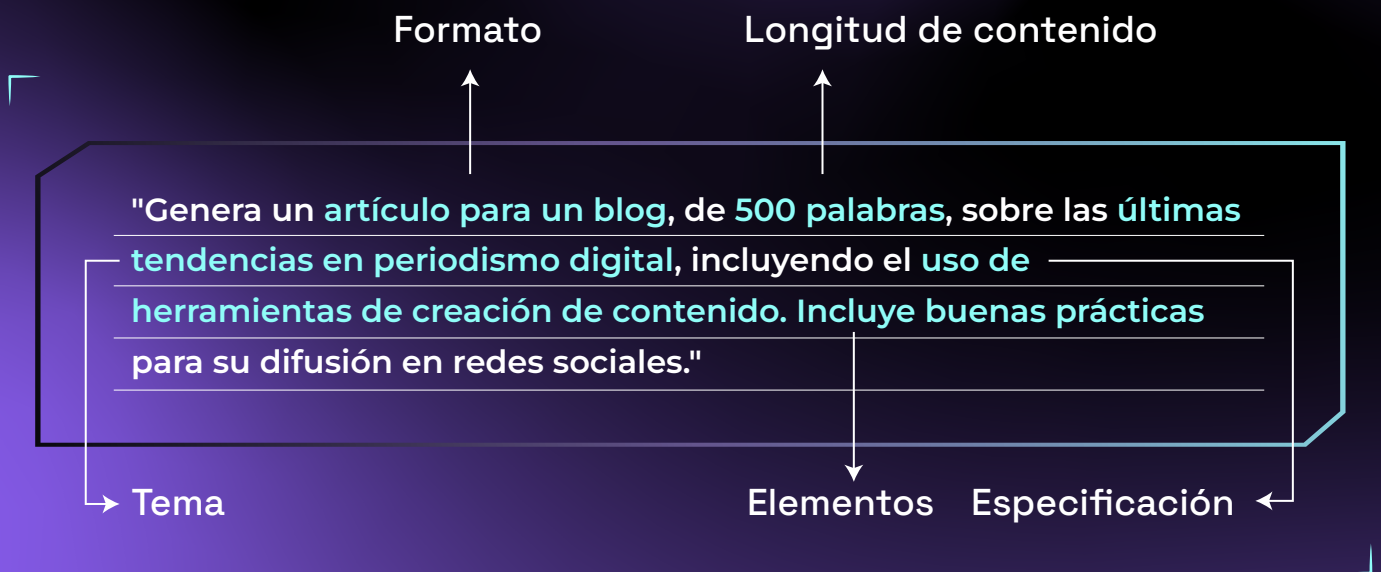 Formato
Longitud de contenido
"Genera un artículo para un blog, de 500 palabras, sobre las últimas
tendencias en periodismo digital, incluyendo el uso de
herramientas de creación de contenido. Incluye buenas prácticas
para su difusión en redes sociales."
Tema
Elementos
Especificación